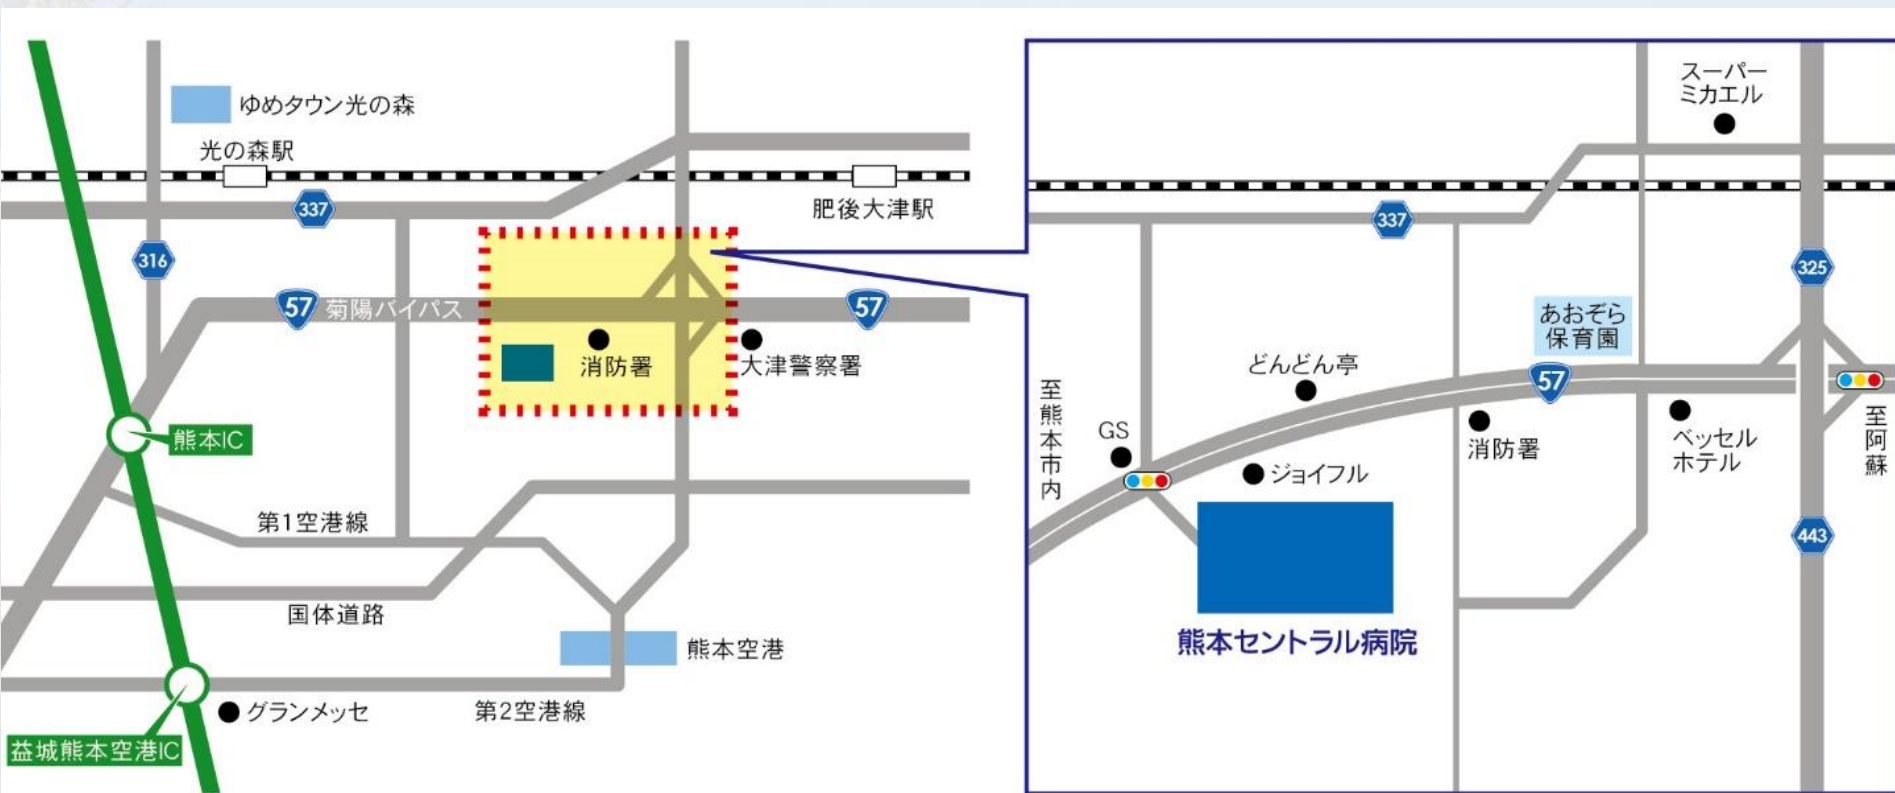 ゆめタウン光の森
光の森駅
337
肥後大津駅
316
57
菊陽バイパス
57
消防署
大津警察署
熊本IC
第1空港線
国体道路
熊本空港
グランメッセ
第2空港線
益城熊本空港IC
スーパー
ミカエル
337
325
あおぞら
保育園
どんどん亭
57
至熊本市内
GS
消防署
ベッセル
ホテル
至阿蘇
ジョイフル
443
熊本セントラル病院